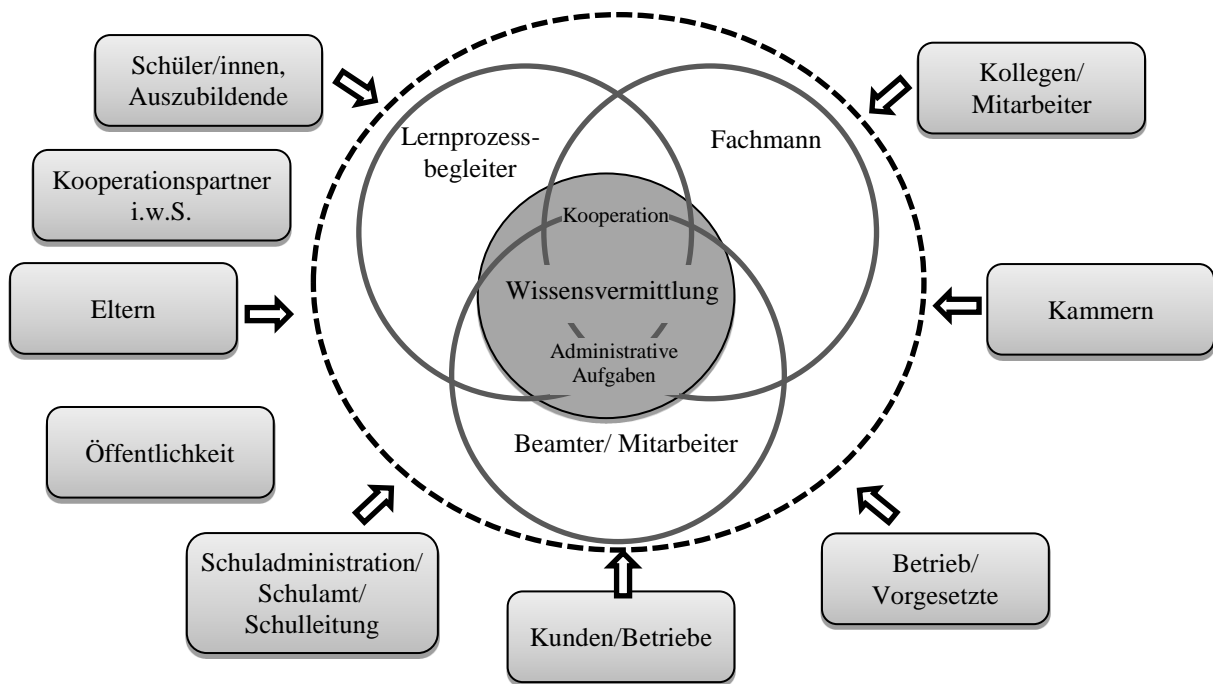 Schüler/innen,
Auszubildende
Kollegen/
Mitarbeiter
Lernprozess-
begleiter
Fachmann
Kooperationspartner
i.w.S.
Kooperation
Wissensvermittlung
Eltern
Kammern
Administrative
Aufgaben
Beamter/ Mitarbeiter
Öffentlichkeit
Schuladministration/
Schulamt/
Schulleitung
Betrieb/
Vorgesetzte
Kunden/Betriebe